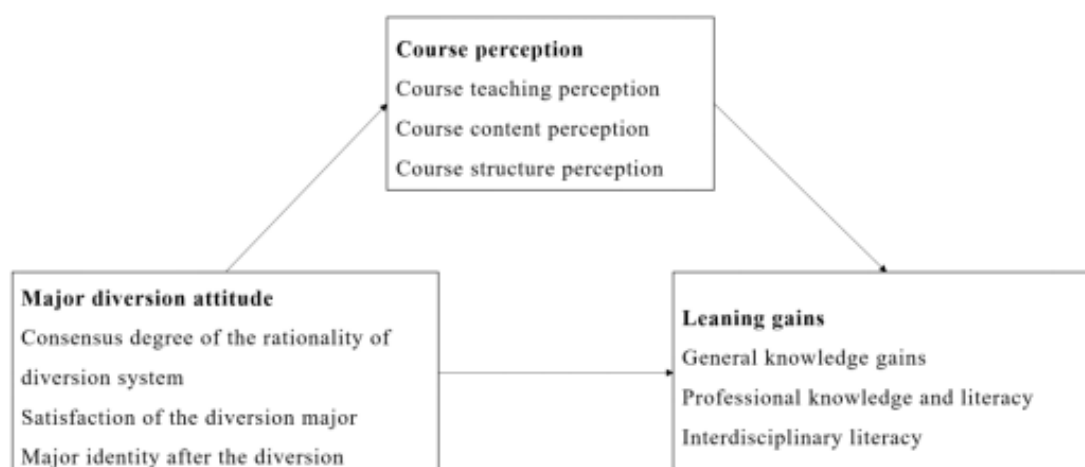 Course perception
Course teaching perception
Course content perception
Course structure perception
Major diversion attitude
Consensus degree of the rationality of
diversion system
Satisfaction of the diversion major
Major identity after the diversion
Leaning gains
General knowledge gains
Professional knowledge and literacy
Interdisciplinary literacy